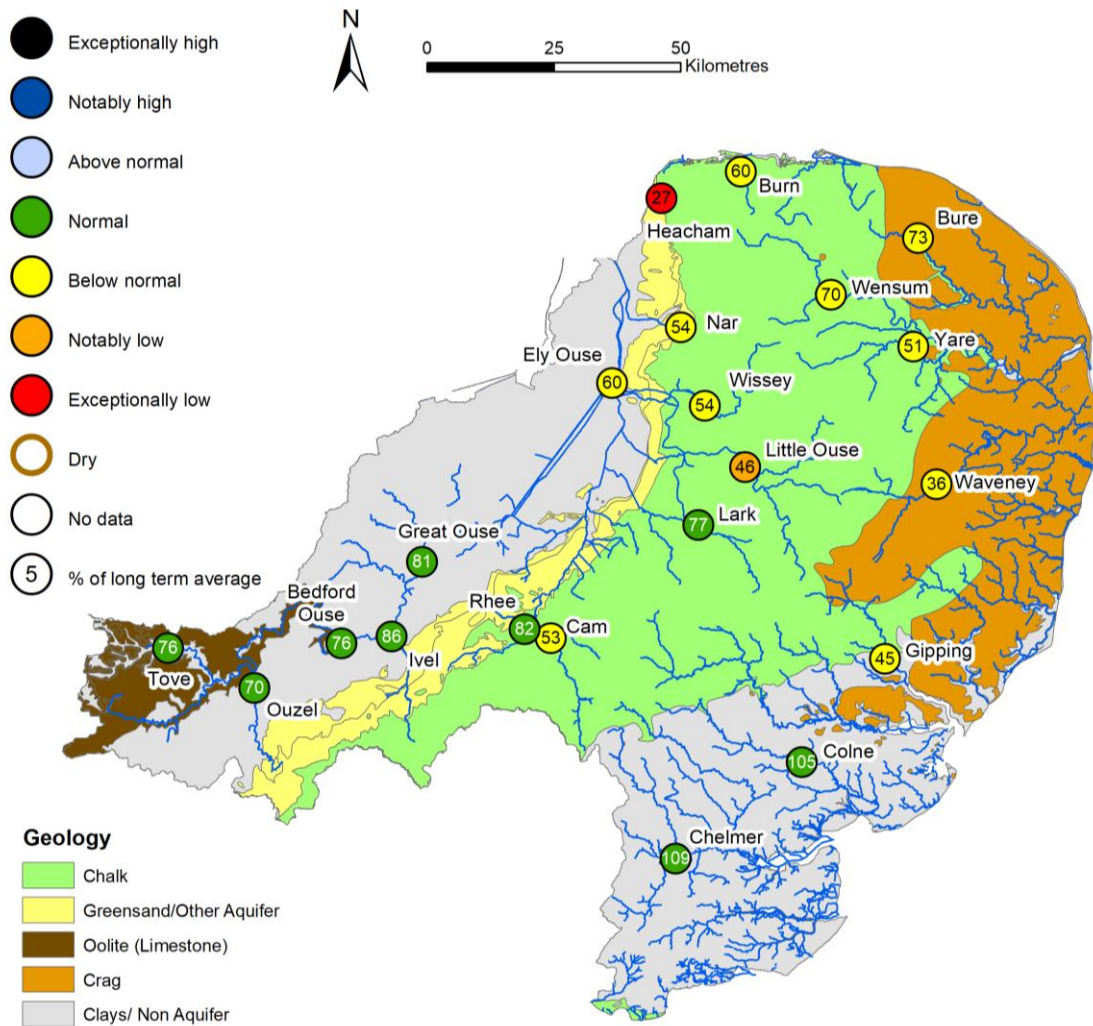 Exceptionally high
Notably high
Above normal
Normal
Below normal
Notably low
Exceptionally low
Dry
No data
5 % of long term average
N
0 25 50
Kilometres
60
Burn
27
Heacham
73
Bure
70
Wensum
54
Nar
51
Yare
Ely Ouse
60
54
Wissey
46
Little Ouse
36
Waveney
77
Lark
Great Ouse
81
Bedford
Ouse
76
86
Ivel
Rhee
82
53
Cam
76
Tove
70
Ouzel
45
Gipping
105
Colne
109
Chelmer
Geology
Chalk
Greensand/Other Aquifer
Oolite (Limestone)
Crag
Clays/ Non Aquifer